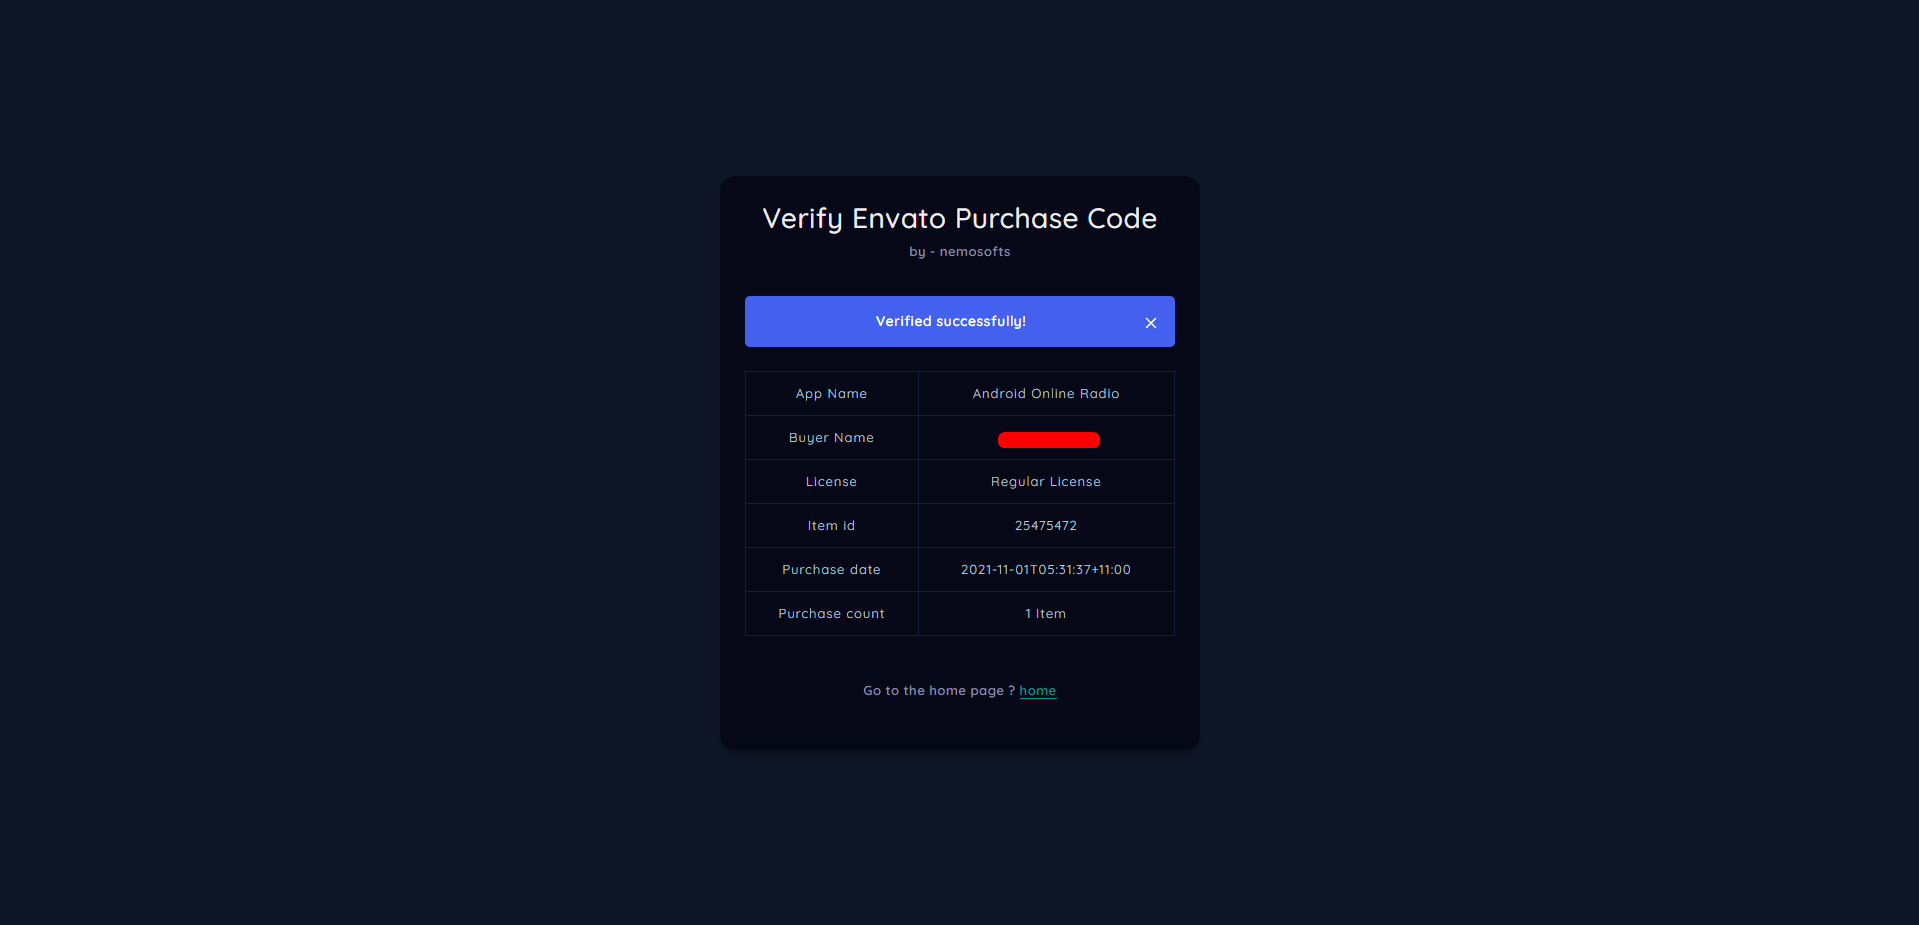 Verify Envato Purchase Code
by - nemosofts
Verified successfully!
App Name Android Online Radio
Buyer Name
License Regular License
Item id 25475472
Purchase date 2021-11-01T05:31:37+11:00
Purchase count 1 Item
Go to the home page ? home